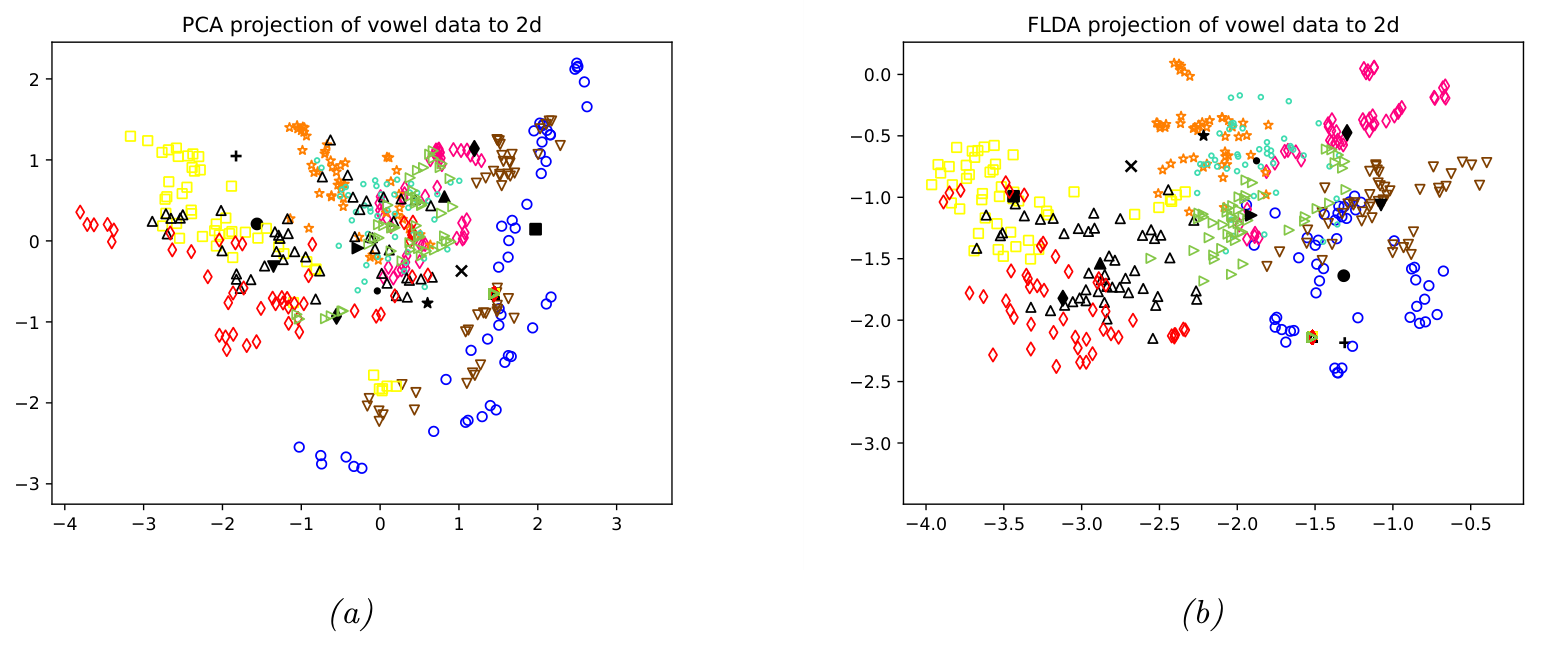 PCA projection of vowel data to 2d
2
1
0
−1
−2
−3
−4 −3 −2 −1 0 1 2 3
(a)
FLDA projection of vowel data to 2d
0.0
−0.5
−1.0
−1.5
−2.0
−2.5
−3.0
−4.0 −3.5 −3.0 −2.5 −2.0 −1.5 −1.0 −0.5
(b)